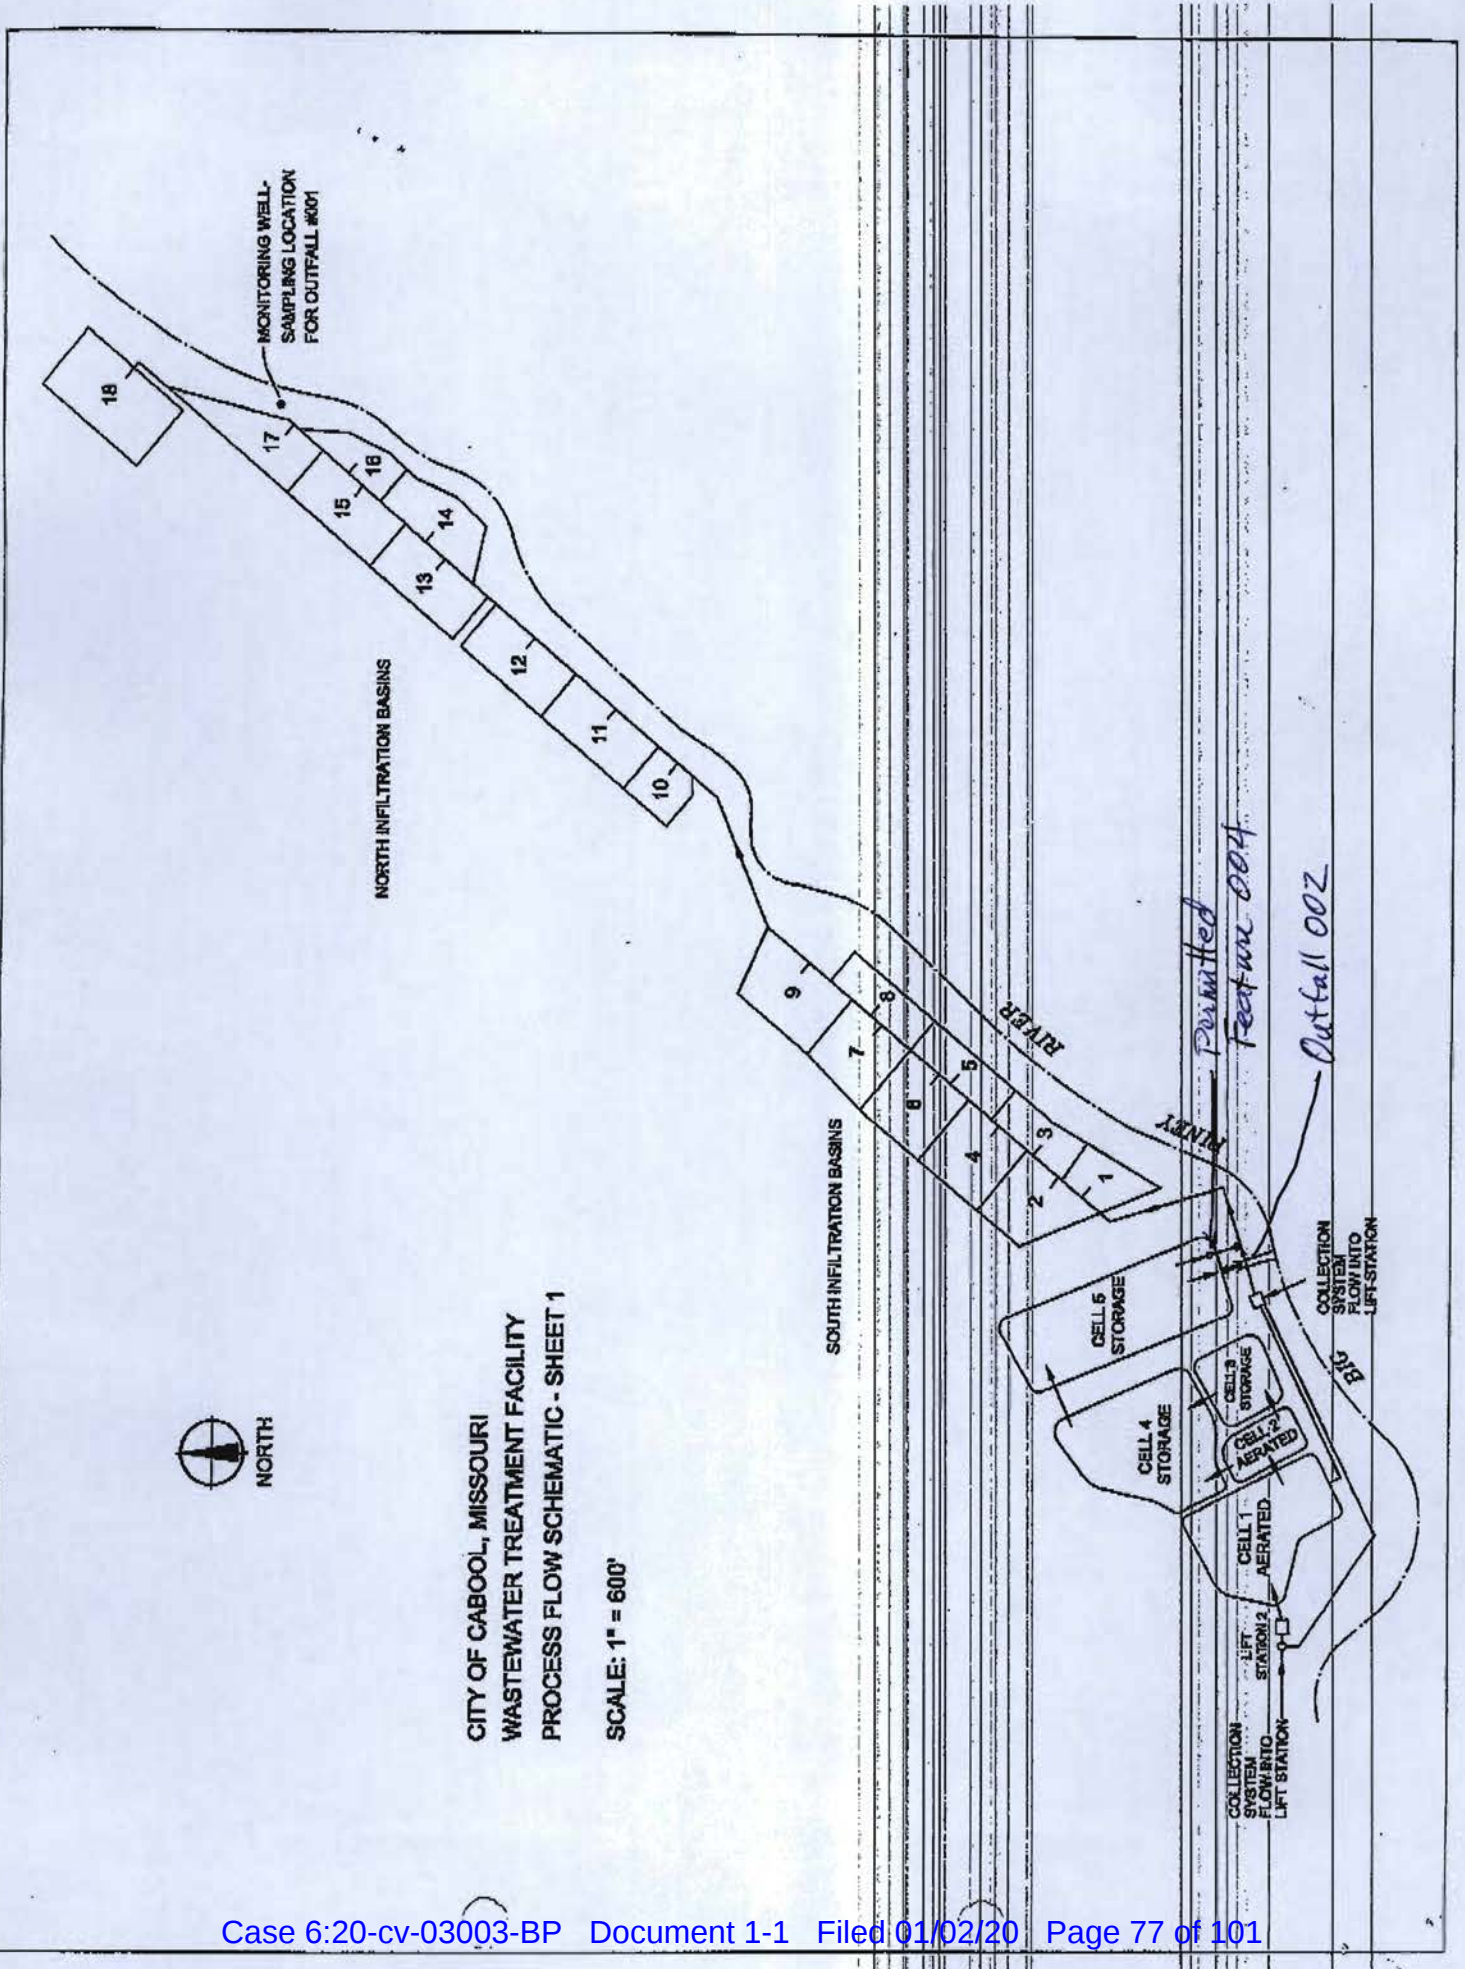 CITY OF CABOOL, MISSOURI
WASTEWATER TREATMENT FACILITY
PROCESS FLOW SCHEMATIC - SHEET 1
SCALE: 1" = 600'
NORTH
MONITORING WELL-
SAMPLING LOCATION
FOR OUTFALL #001
NORTH INFILTRATION BASINS
18
17
16
15
14
13
12
11
10
SOUTH INFILTRATION BASINS
9
8
7
6
5
4
3
2
1
BIG
PINEY
RIVER
Permitted
Feature 004
Outfall 002
CELL 5
STORAGE
CELL 4
STORAGE
CELL 3
STORAGE
CELL 2
AERATED
CELL 1
AERATED
LIFT
STATION 2
COLLECTION
SYSTEM
FLOW INTO
LIFT STATION
COLLECTION
SYSTEM
FLOW INTO
LIFT STATION
Case 6:20-cv-03003-BP Document 1-1 Filed 01/02/20 Page 77 of 101